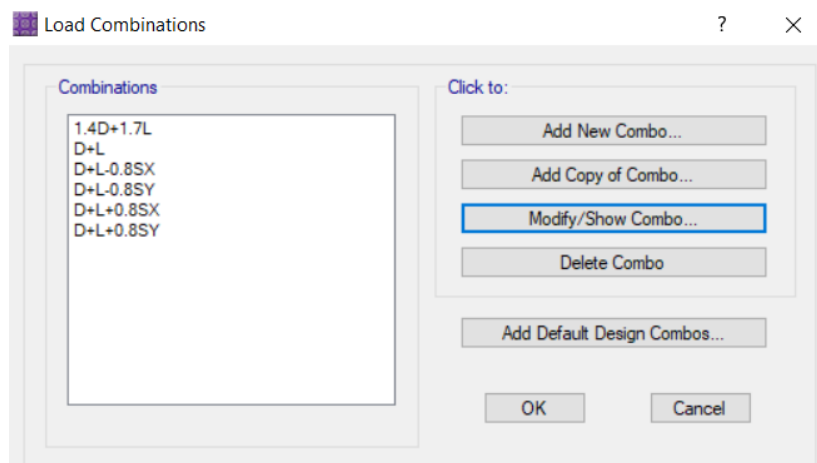 Load Combinations
?
Combinations
1.4D+1.7L
D+L
D+L-0.8SX
D+L-0.8SY
D+L+0.8SX
D+L+0.8SY
Click to:
Add New Combo...
Add Copy of Combo...
Modify/Show Combo...
Delete Combo
Add Default Design Combos...
OK
Cancel